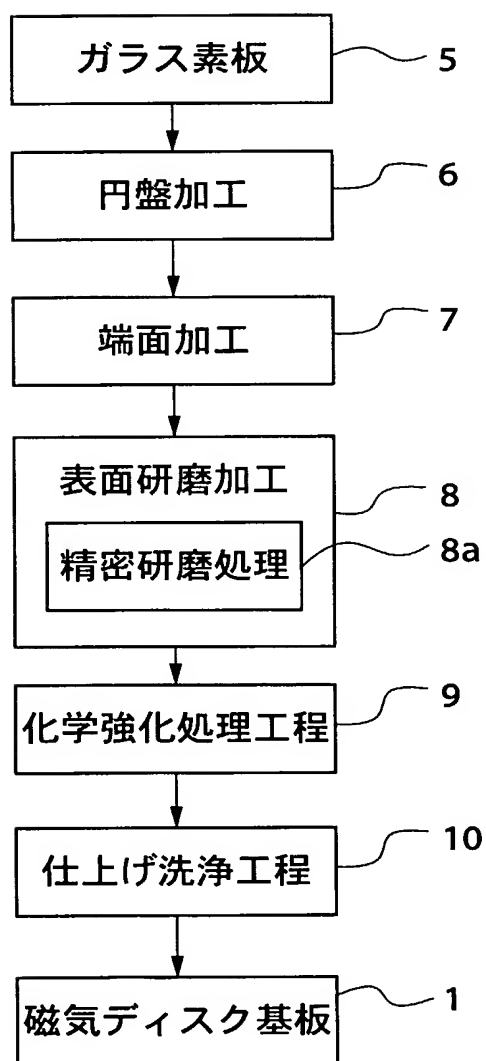 ガラス素板 5
円盤加工 6
端面加工 7
表面研磨加工 8
精密研磨処理 8a
化学強化処理工程 9
仕上げ洗浄工程 10
磁気ディスク基板 1